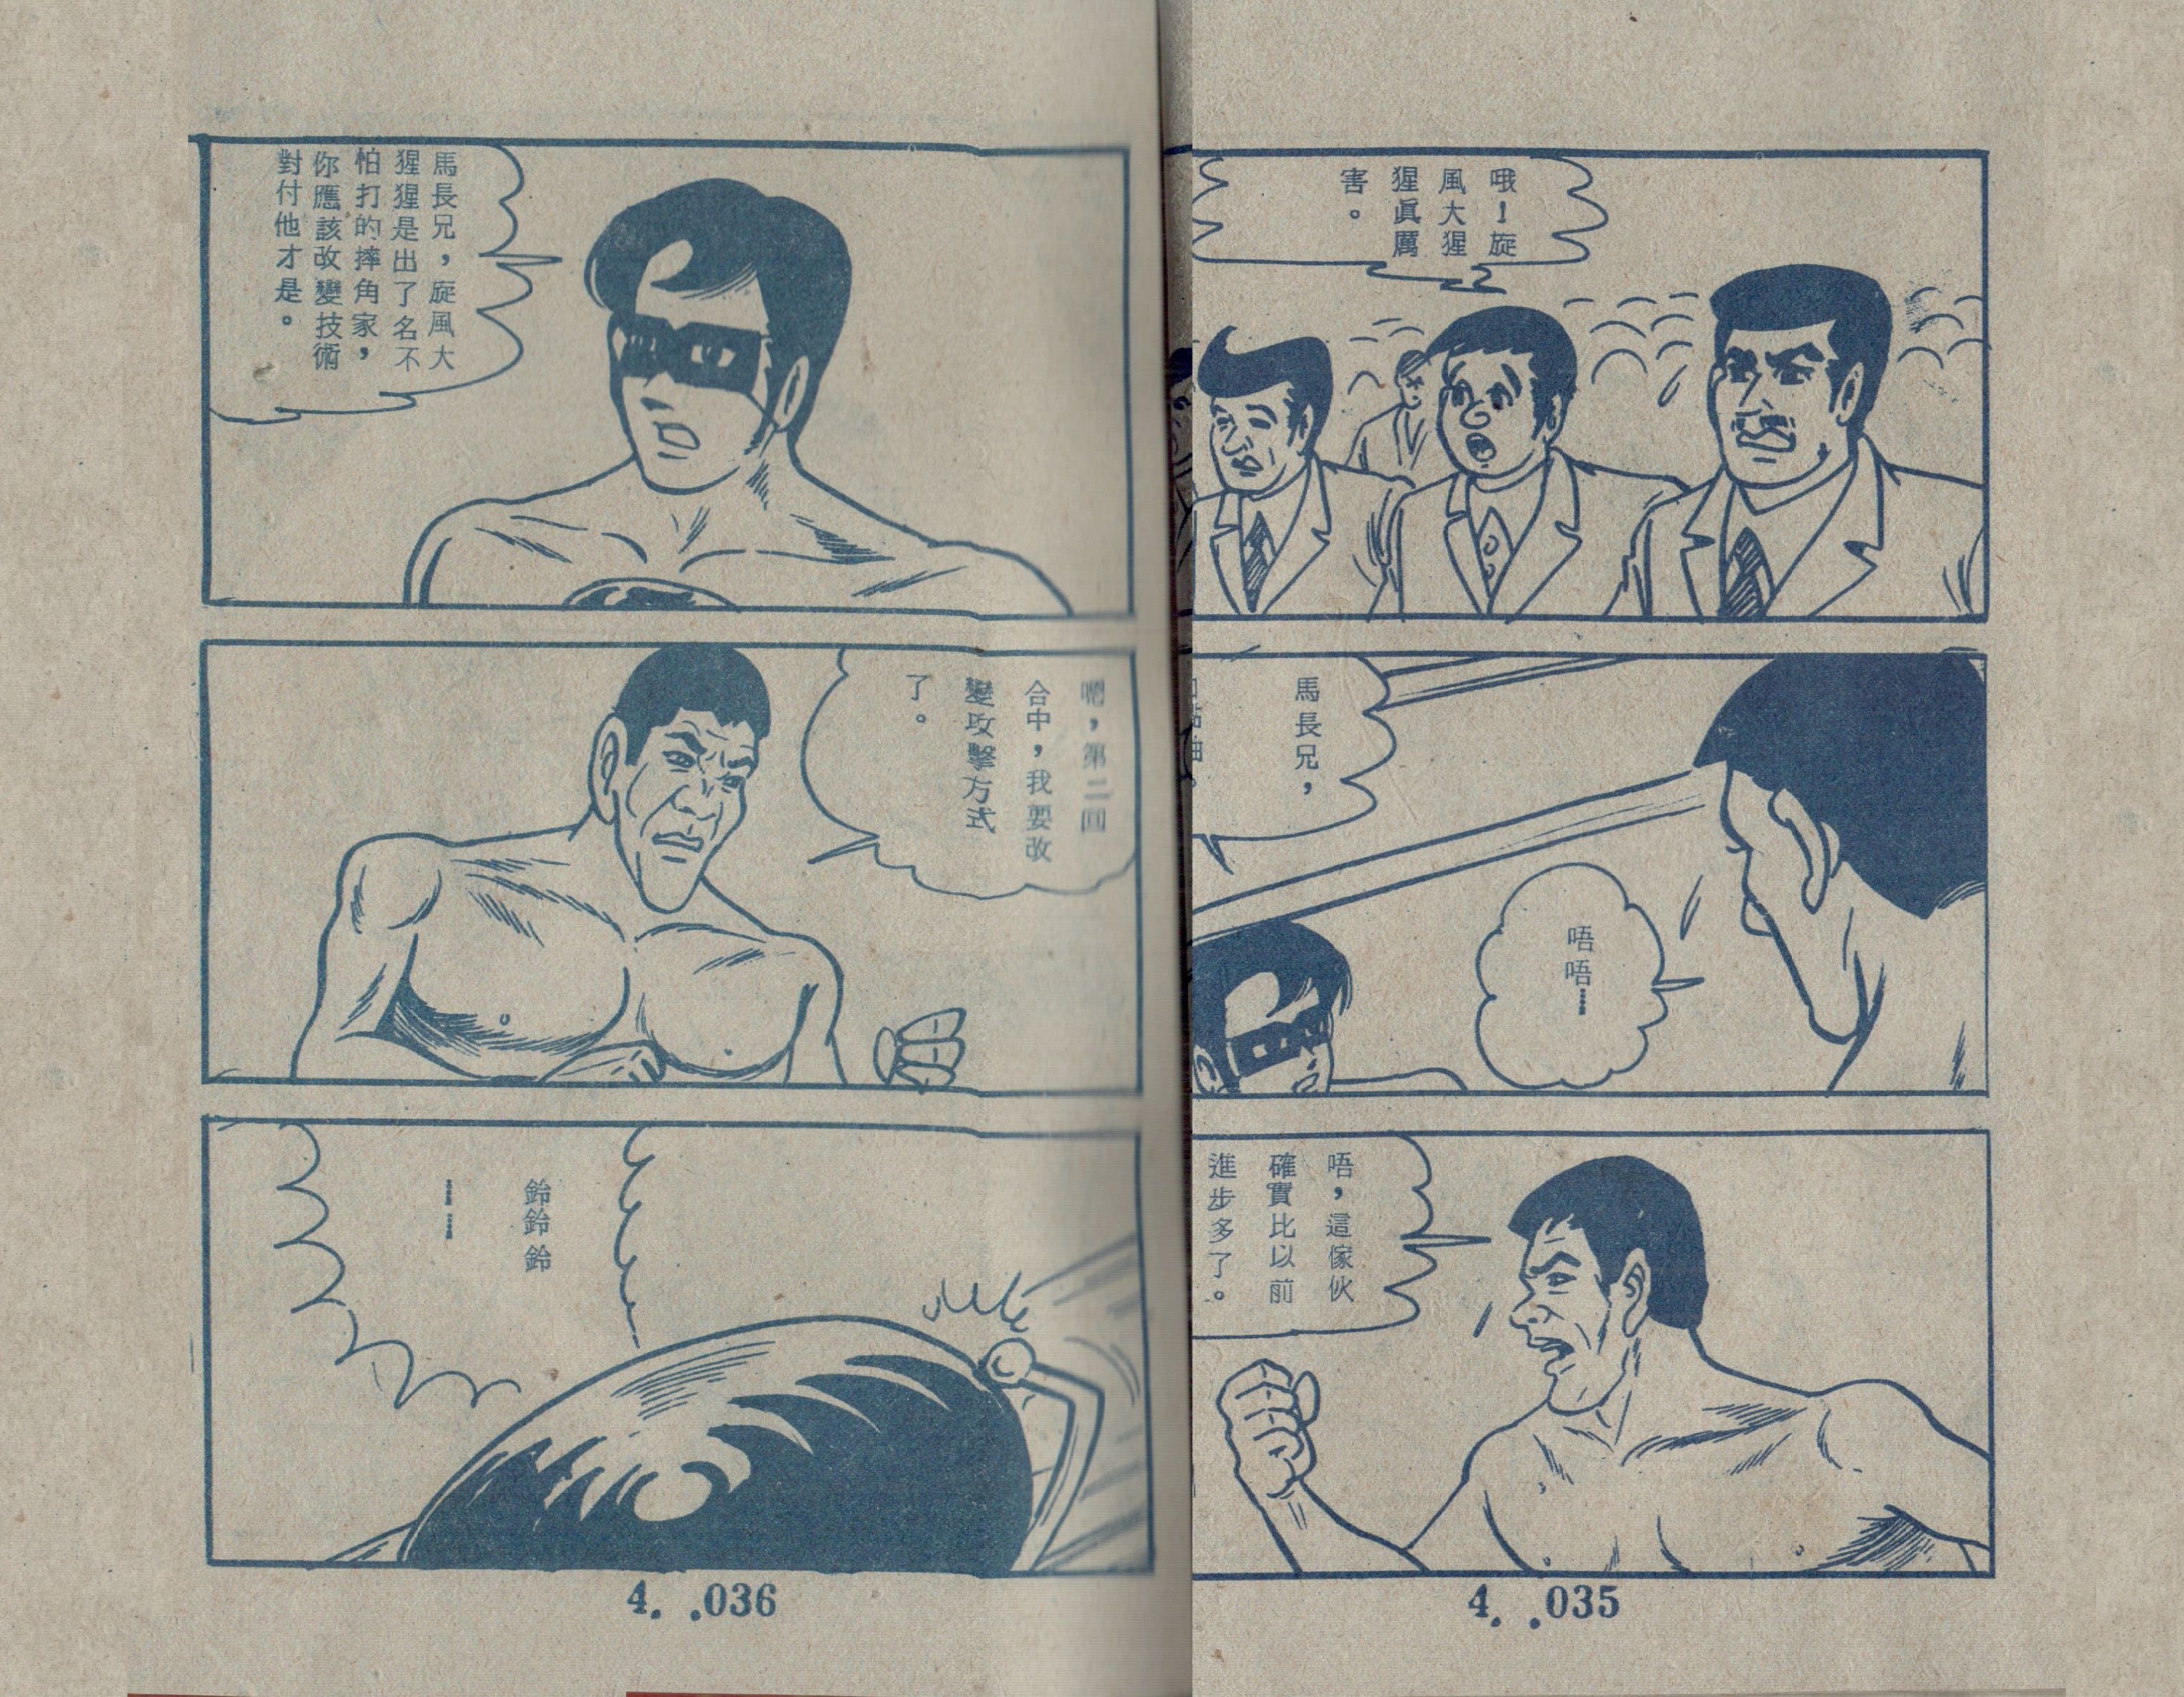 哦！旋
風大猩
猩眞厲
害。
馬長兄，
唔唔……
唔，這傢伙
確實比以前
進步多了。
4. .035
馬長兄，旋風大
猩猩是出了名不
怕打的摔角家，
你應該改變技術
對付他才是。
嗯，第二回
合中，我要改
變攻擊方式
了。
鈴鈴鈴
……
4. .036